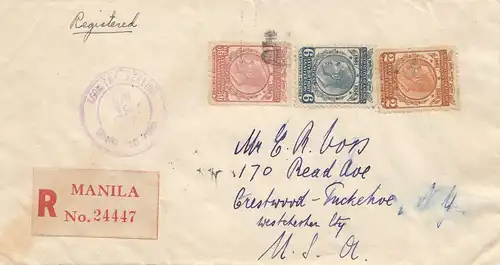 Registered
Mr E. R. Voss
170 Read Ave
Crestwood - Tuckahoe, N.Y.
Westchester Cty
U. S. A.
R
MANILA
No. 24447